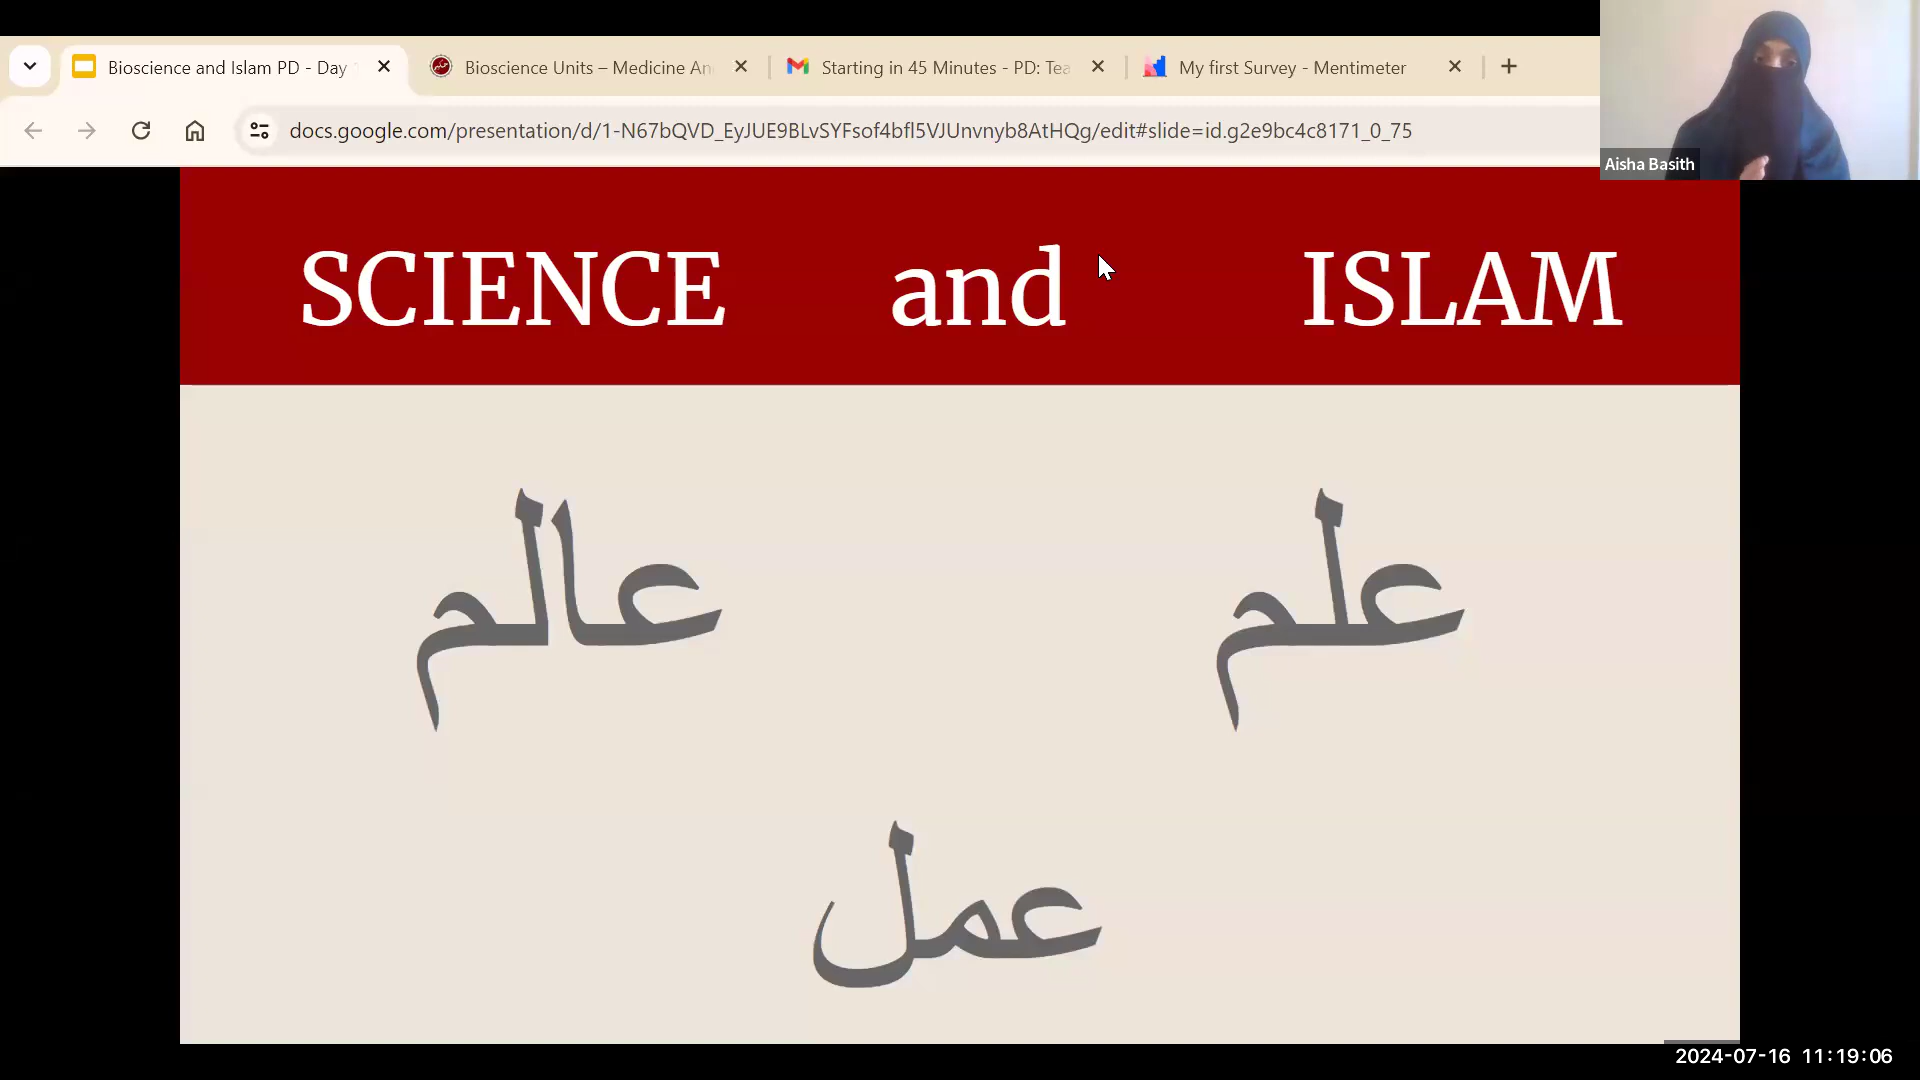 Bioscience and Islam PD - Day
Bioscience Units – Medicine An
Starting in 45 Minutes - PD: Tea
My first Survey - Mentimeter
docs.google.com/presentation/d/1-N67bQVD_EyJUE9BLvSYFsof4bfl5VJUnvnyb8AtHQg/edit#slide=id.g2e9bc4c8171_0_75
Aisha Basith
SCIENCE and ISLAM
علم
عالم
عمل
2024-07-16 11:19:06